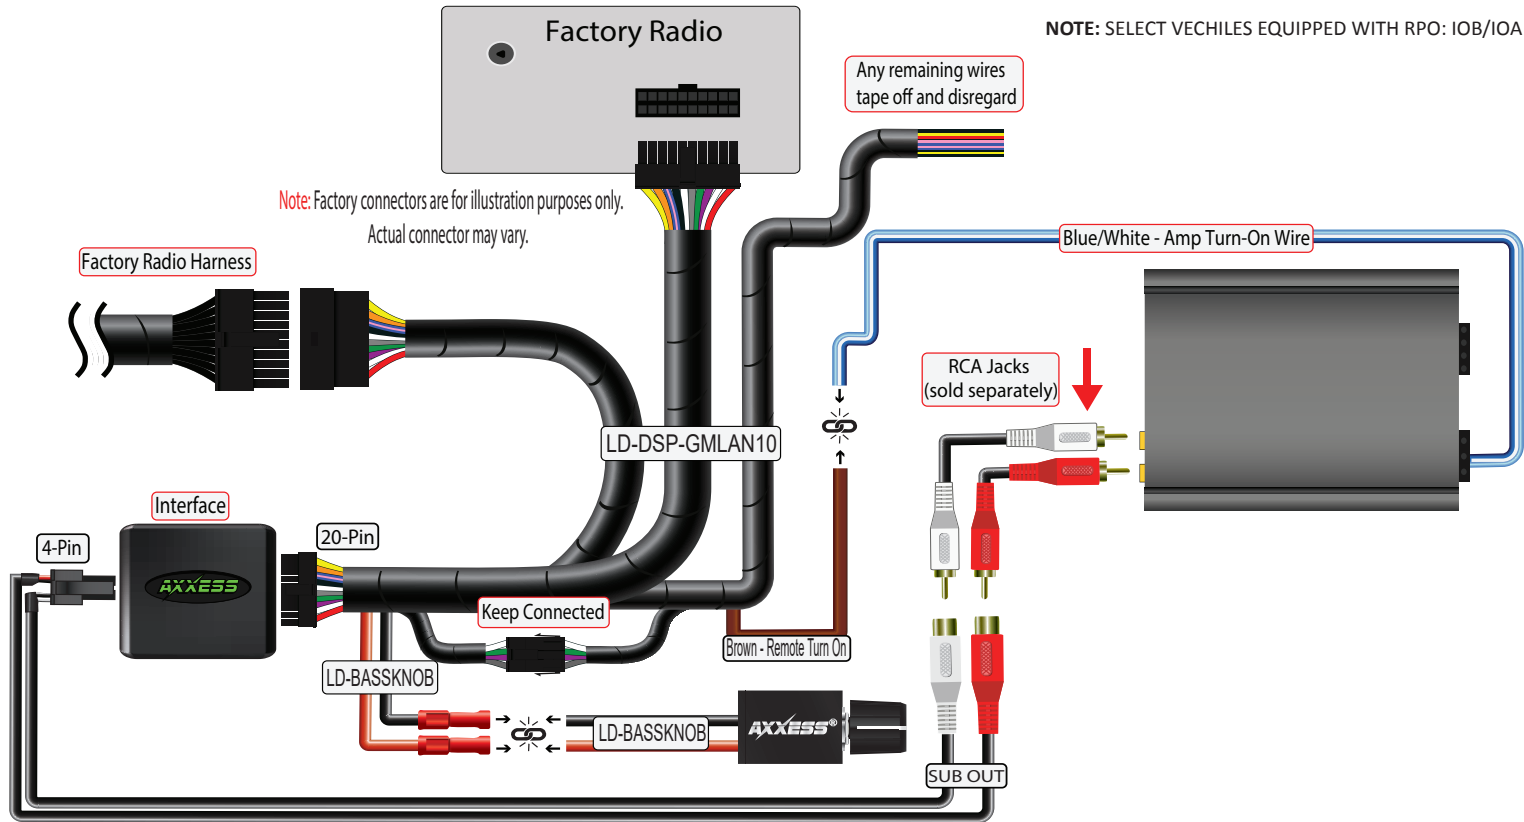 Factory Radio
NOTE: SELECT VECHILES EQUIPPED WITH RPO: IOB/IOA
Any remaining wires
tape off and disregard
Note: Factory connectors are for illustration purposes only.
Actual connector may vary.
Factory Radio Harness
Blue/White - Amp Turn-On Wire
RCA Jacks
(sold separately)
LD-DSP-GMLAN10
Interface
4-Pin
20-Pin
AXXESS
Keep Connected
Brown - Remote Turn On
LD-BASSKNOB
LD-BASSKNOB
AXXESS®
SUB OUT